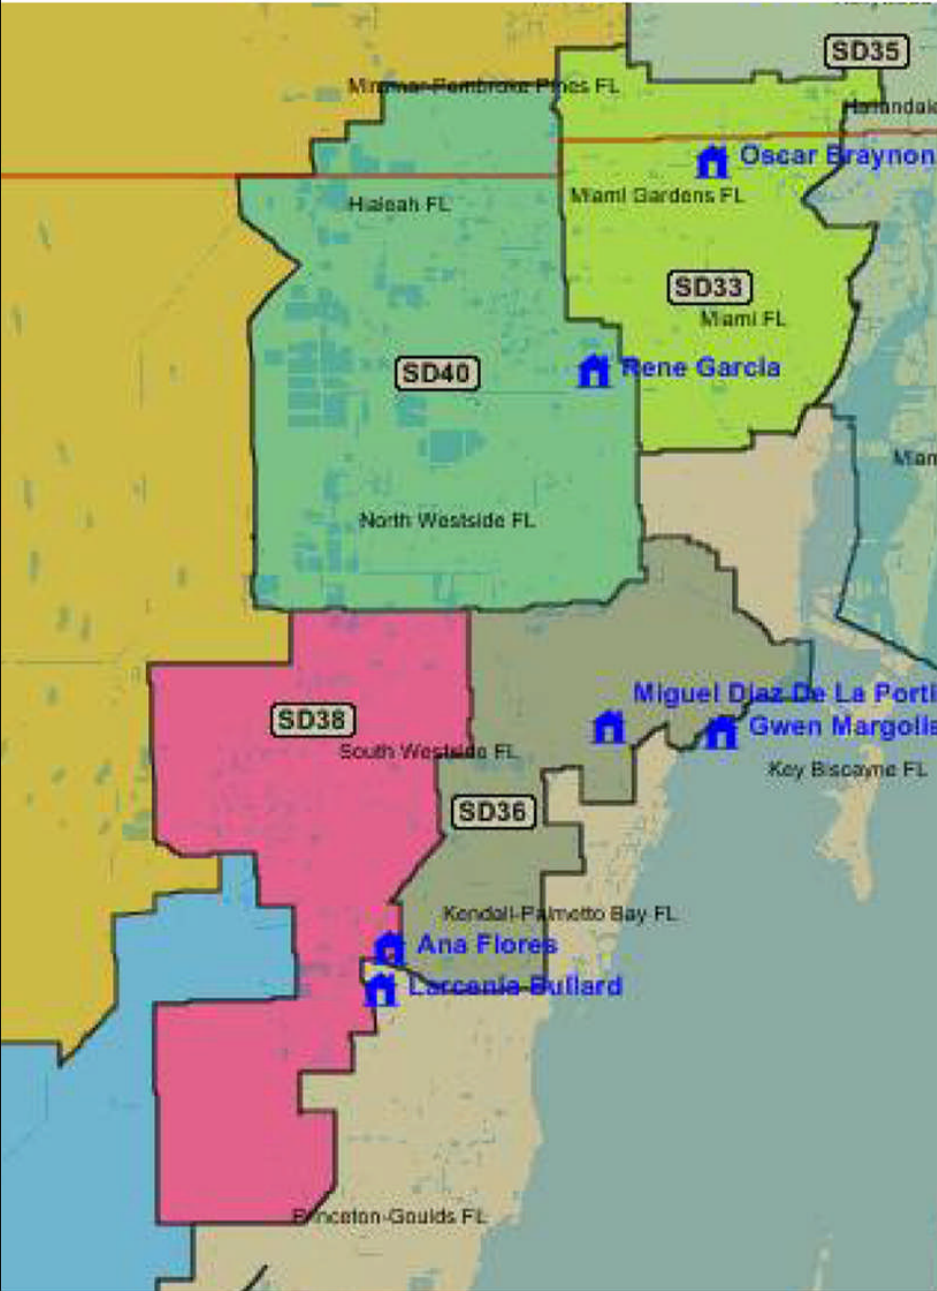 SD35
Miramar-Pembroke Pines FL
Hallandale
Oscar Braynon
Miami Gardens FL
Hialeah FL
SD33
Miami FL
Rene Garcia
SD40
Miam
North Westside FL
Miguel Diaz De La Porti
SD38
Gwen Margolis
South Westside FL
Key Biscayne FL
SD36
Kendall-Palmetto Bay FL
Ana Flores
Larcenia Bullard
Princeton-Goulds FL